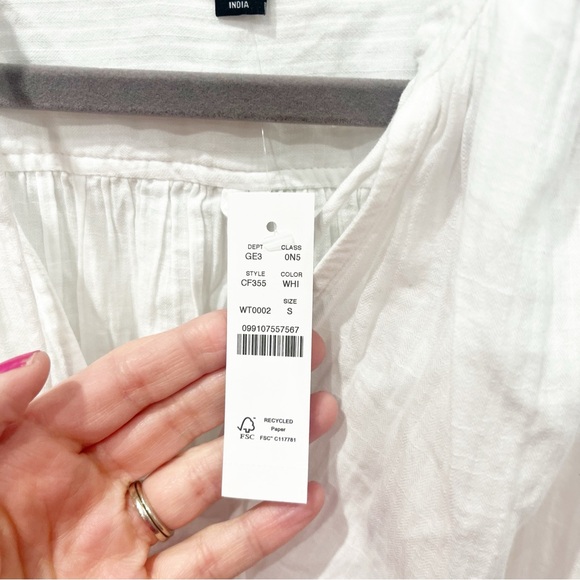 INDIA
DEPT CLASS
GE3 0N5
STYLE COLOR
CF355 WHI
SIZE
WT0002 S
099107557567
RECYCLED
Paper
FSC FSC® C117781